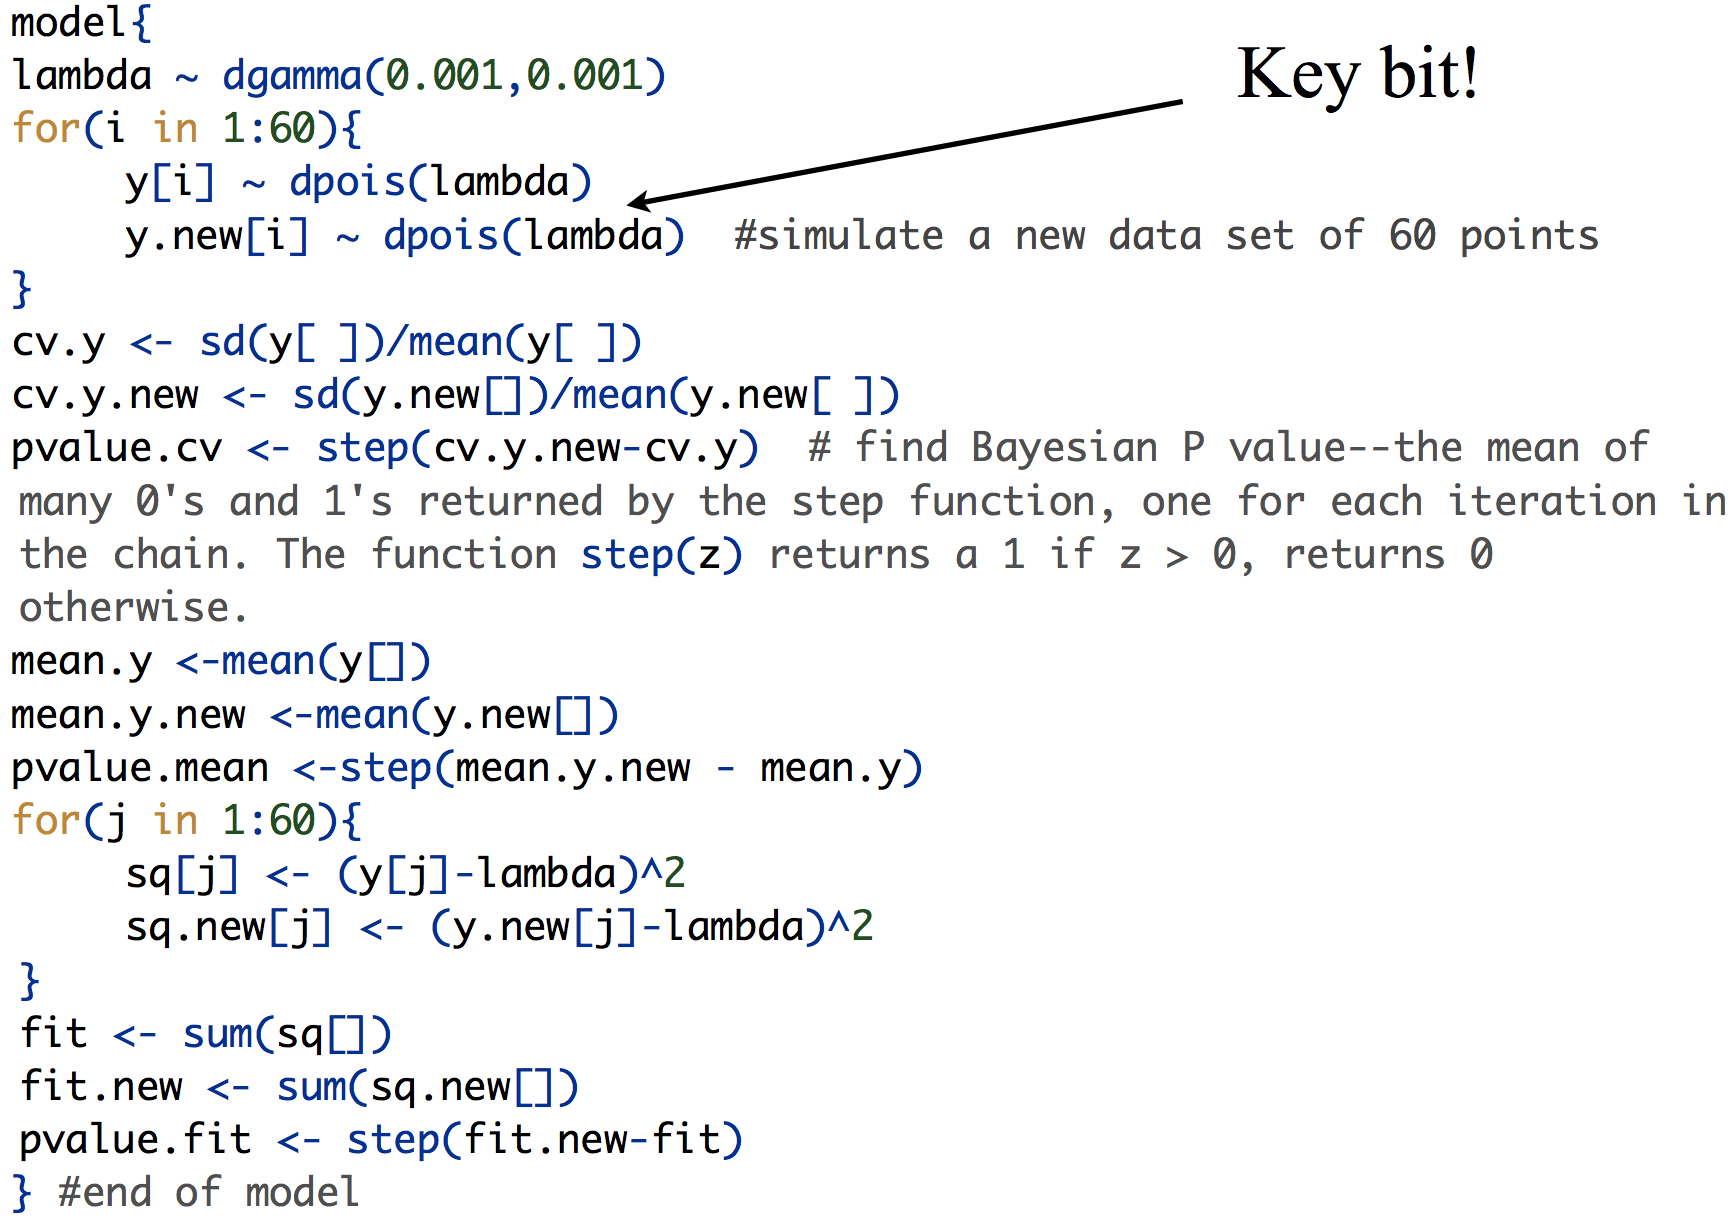 model{
lambda ~ dgamma(0.001,0.001)
Key bit!
for(i in 1:60){
y[i] ~ dpois(lambda)
y.new[i] ~ dpois(lambda)  #simulate a new data set of 60 points
}
cv.y <- sd(y[ ])/mean(y[ ])
cv.y.new <- sd(y.new[])/mean(y.new[ ])
pvalue.cv <- step(cv.y.new-cv.y)  # find Bayesian P value--the mean of
many 0's and 1's returned by the step function, one for each iteration in
the chain. The function step(z) returns a 1 if z > 0, returns 0
otherwise.
mean.y <-mean(y[])
mean.y.new <-mean(y.new[])
pvalue.mean <-step(mean.y.new - mean.y)
for(j in 1:60){
sq[j] <- (y[j]-lambda)^2
sq.new[j] <- (y.new[j]-lambda)^2
}
fit <- sum(sq[])
fit.new <- sum(sq.new[])
pvalue.fit <- step(fit.new-fit)
} #end of model